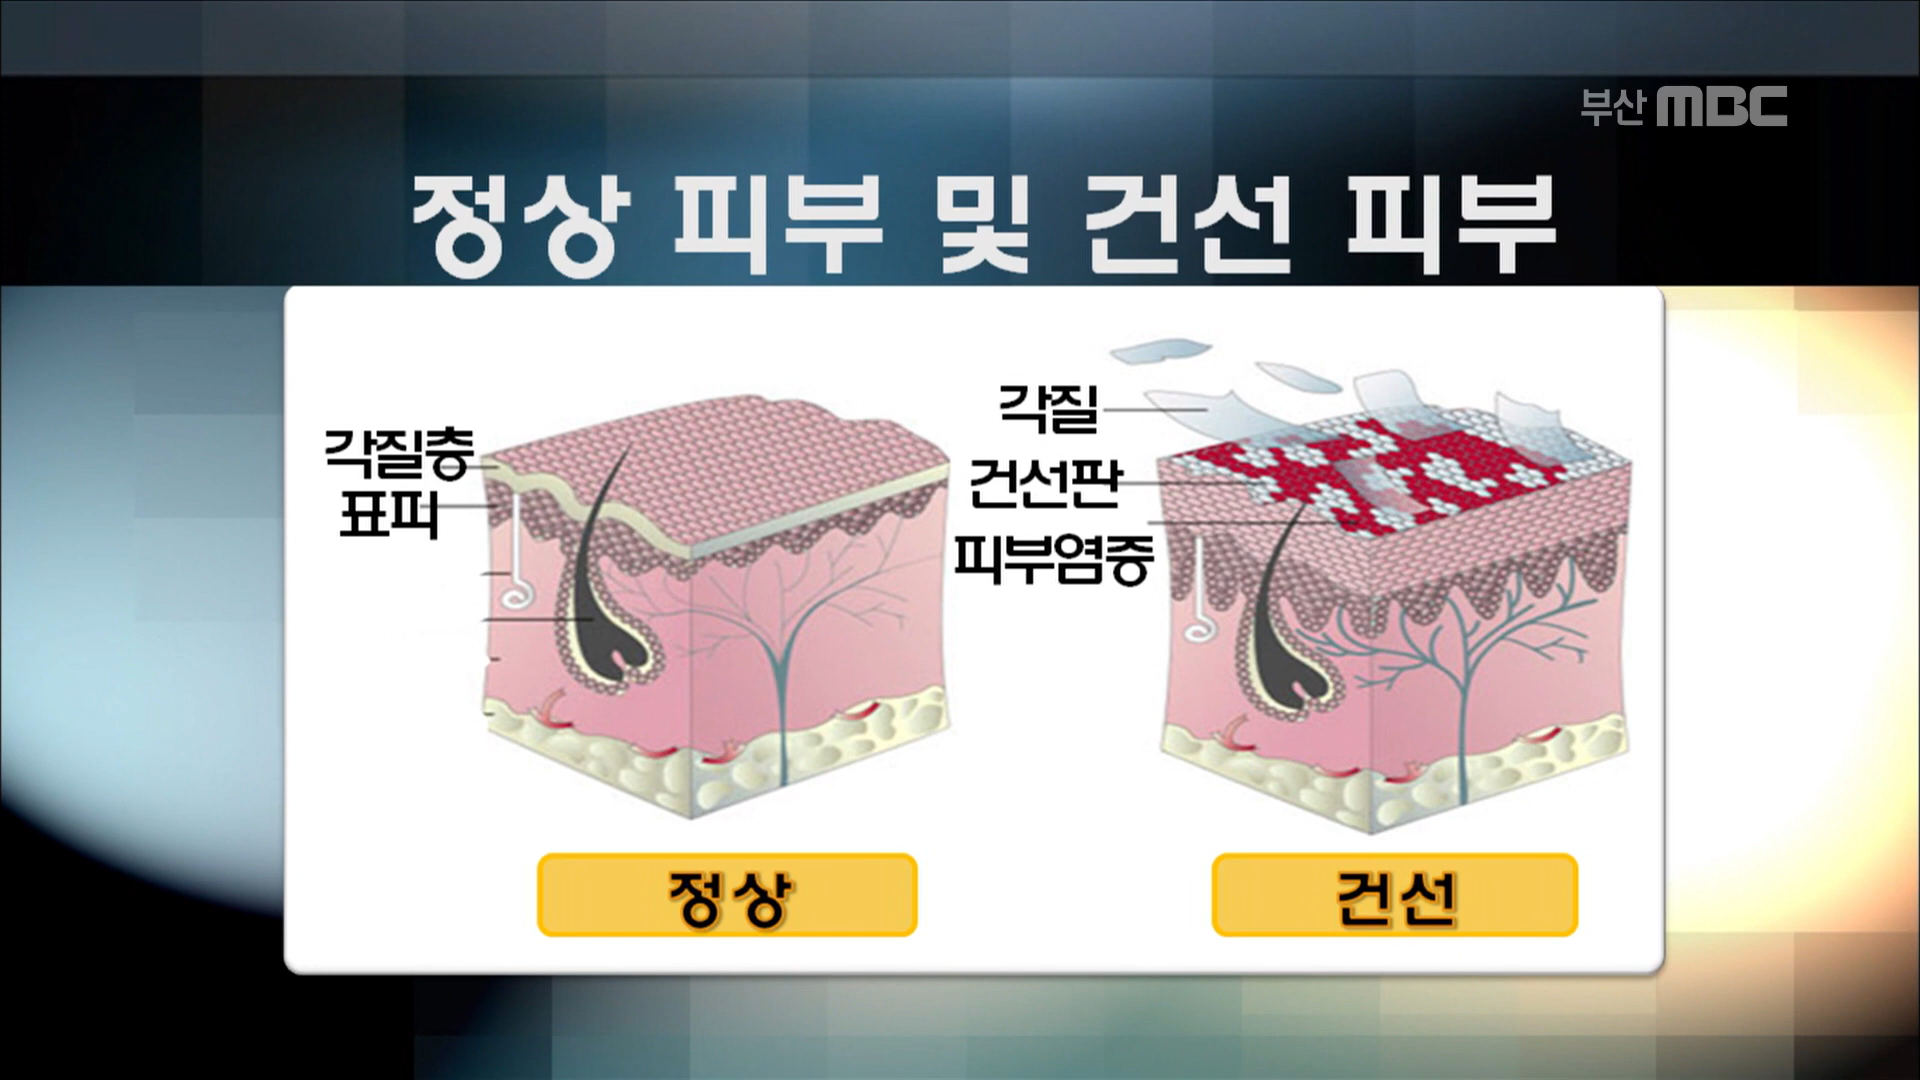 부산 MBC
정상 피부 및 건선 피부
각질층
표피
각질
건선판
피부염증
정상
건선